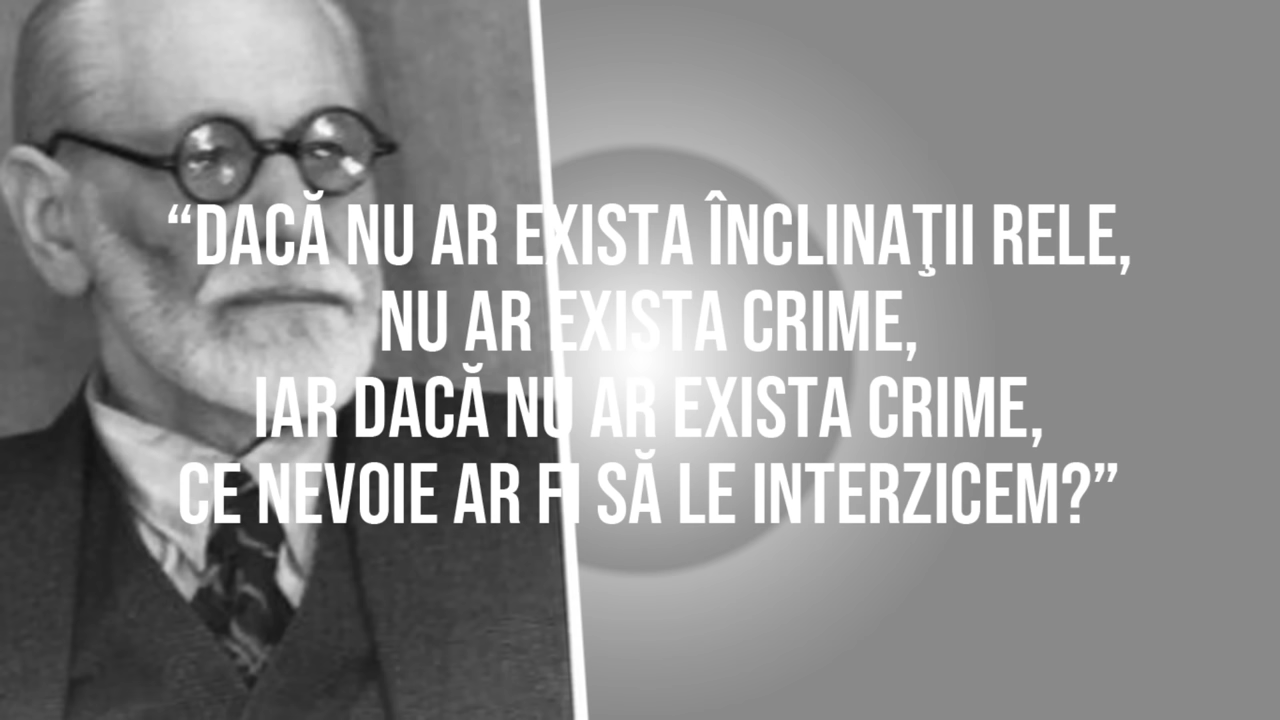 “DACĂ NU AR EXISTA ÎNCLINAŢII RELE,
NU AR EXISTA CRIME,
IAR DACĂ NU AR EXISTA CRIME,
CE NEVOIE AR FI SĂ LE INTERZICEM?”